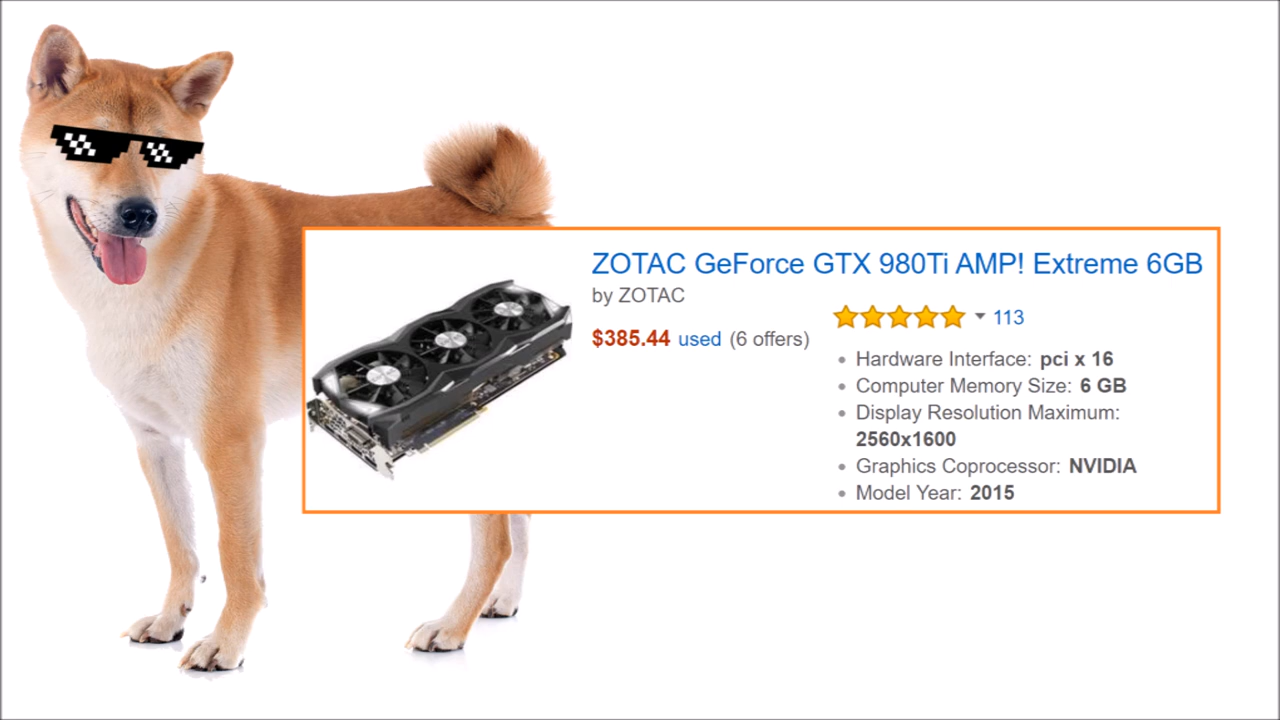 ZOTAC GeForce GTX 980Ti AMP! Extreme 6GB
by ZOTAC
$385.44 used (6 offers)
113
Hardware Interface: pci x 16
Computer Memory Size: 6 GB
Display Resolution Maximum:
2560x1600
Graphics Coprocessor: NVIDIA
Model Year: 2015